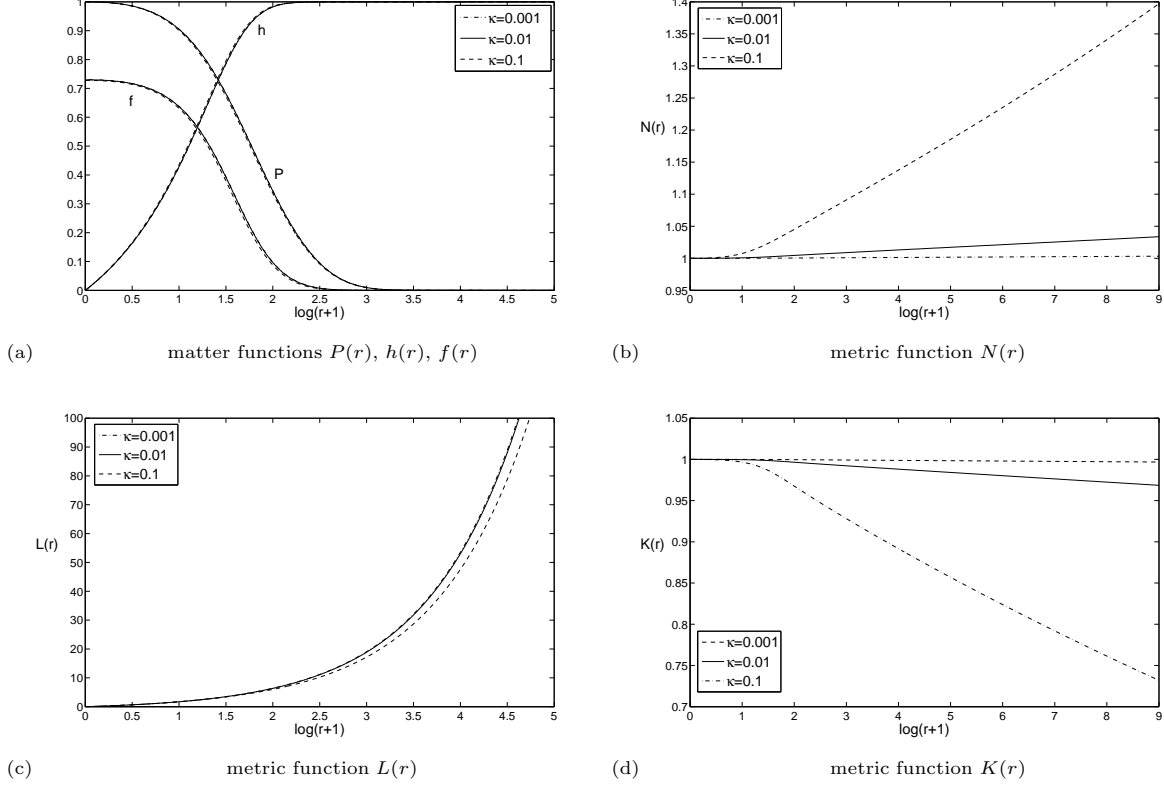 1
0.9
0.8
0.7
0.6
0.5
0.4
0.3
0.2
0.1
0
0 0.5 1 1.5 2 2.5 3 3.5 4 4.5 5
log(r+1)
h
f
P
κ=0.001
κ=0.01
κ=0.1
(a) matter functions P(r), h(r), f(r)
1.4
1.35
1.3
1.25
1.2
1.15
1.1
1.05
1
0.95
N(r)
0 1 2 3 4 5 6 7 8 9
log(r+1)
κ=0.001
κ=0.01
κ=0.1
(b) metric function N(r)
100
90
80
70
60
50
40
30
20
10
0
L(r)
0 0.5 1 1.5 2 2.5 3 3.5 4 4.5 5
log(r+1)
κ=0.001
κ=0.01
κ=0.1
(c) metric function L(r)
1.05
1
0.95
0.9
0.85
0.8
0.75
0.7
K(r)
0 1 2 3 4 5 6 7 8 9
log(r+1)
κ=0.001
κ=0.01
κ=0.1
(d) metric function K(r)